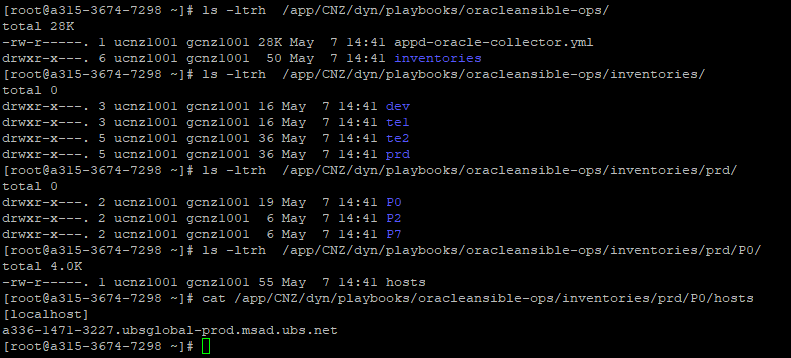 [root@a315-3674-7298 ~]# ls -ltrh  /app/CNZ/dyn/playbooks/oracleansible-ops/
total 28K
-rw-r-----. 1 ucnz1001 gcnz1001 28K May  7 14:41 appd-oracle-collector.yml
drwxr-x---. 6 ucnz1001 gcnz1001  50 May  7 14:41 inventories
[root@a315-3674-7298 ~]# ls -ltrh  /app/CNZ/dyn/playbooks/oracleansible-ops/inventories/
total 0
drwxr-x---. 3 ucnz1001 gcnz1001 16 May  7 14:41 dev
drwxr-x---. 3 ucnz1001 gcnz1001 16 May  7 14:41 te1
drwxr-x---. 5 ucnz1001 gcnz1001 36 May  7 14:41 te2
drwxr-x---. 5 ucnz1001 gcnz1001 36 May  7 14:41 prd
[root@a315-3674-7298 ~]# ls -ltrh  /app/CNZ/dyn/playbooks/oracleansible-ops/inventories/prd/
total 0
drwxr-x---. 2 ucnz1001 gcnz1001 19 May  7 14:41 P0
drwxr-x---. 2 ucnz1001 gcnz1001  6 May  7 14:41 P2
drwxr-x---. 2 ucnz1001 gcnz1001  6 May  7 14:41 P7
[root@a315-3674-7298 ~]# ls -ltrh  /app/CNZ/dyn/playbooks/oracleansible-ops/inventories/prd/P0/
total 4.0K
-rw-r-----. 1 ucnz1001 gcnz1001 55 May  7 14:41 hosts
[root@a315-3674-7298 ~]# cat /app/CNZ/dyn/playbooks/oracleansible-ops/inventories/prd/P0/hosts
[localhost]
a336-1471-3227.ubsglobal-prod.msad.ubs.net
[root@a315-3674-7298 ~]#